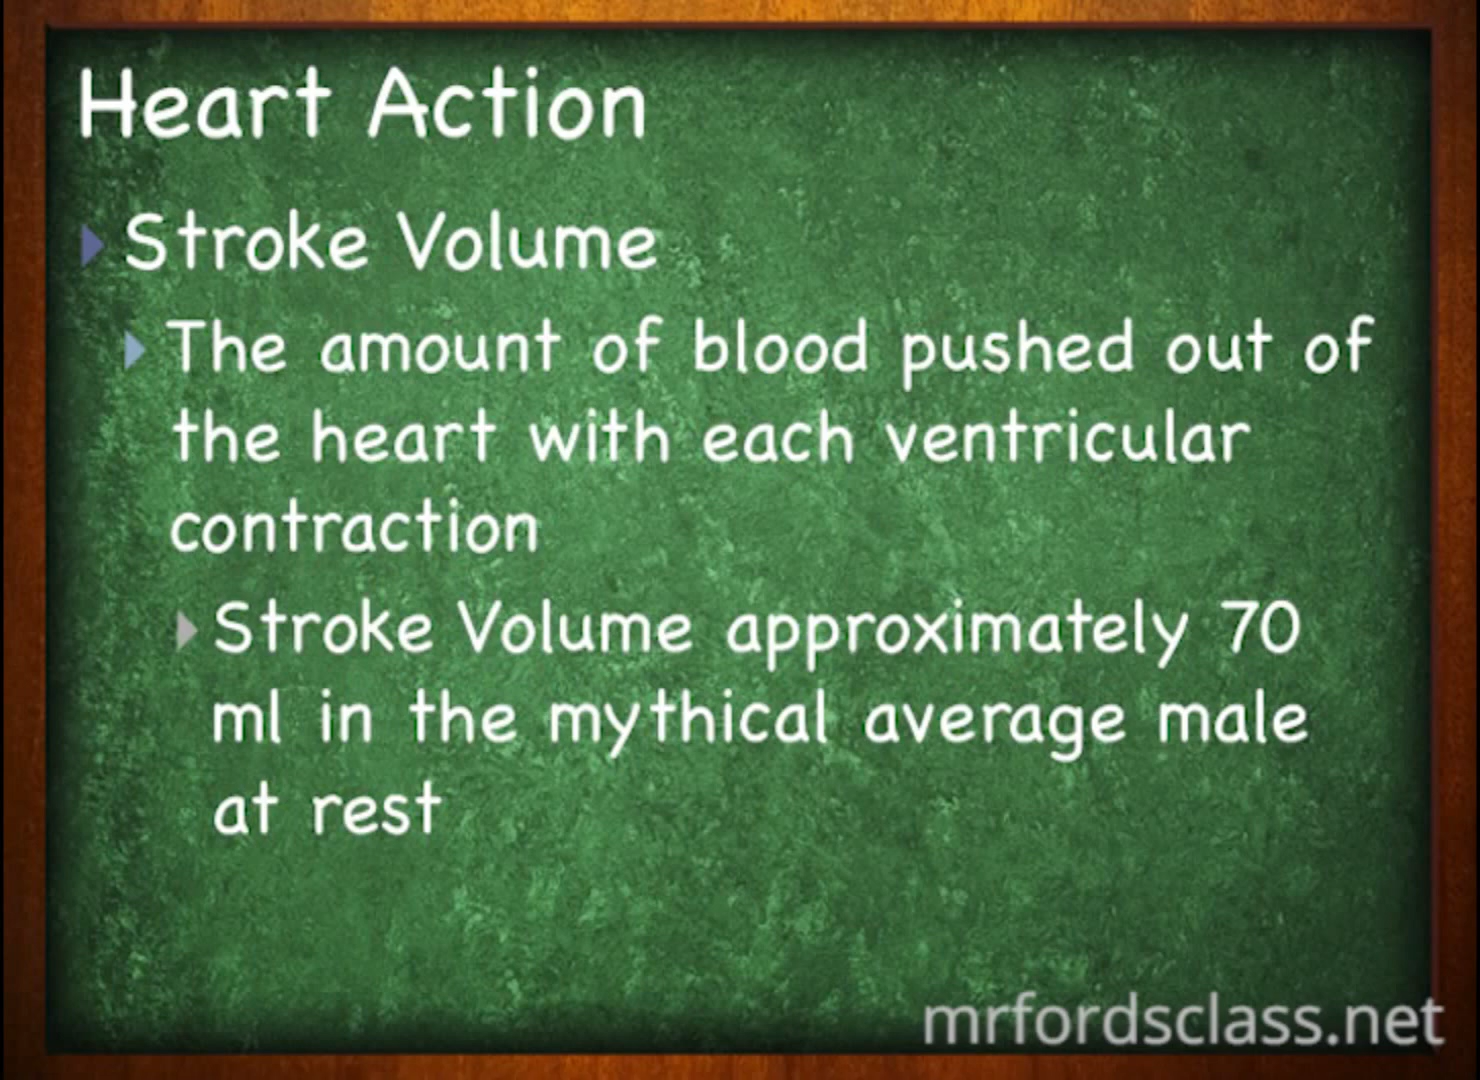 Heart Action
Stroke Volume
The amount of blood pushed out of
the heart with each ventricular
contraction
Stroke Volume approximately 70
ml in the mythical average male
at rest
mrfordsclass.net